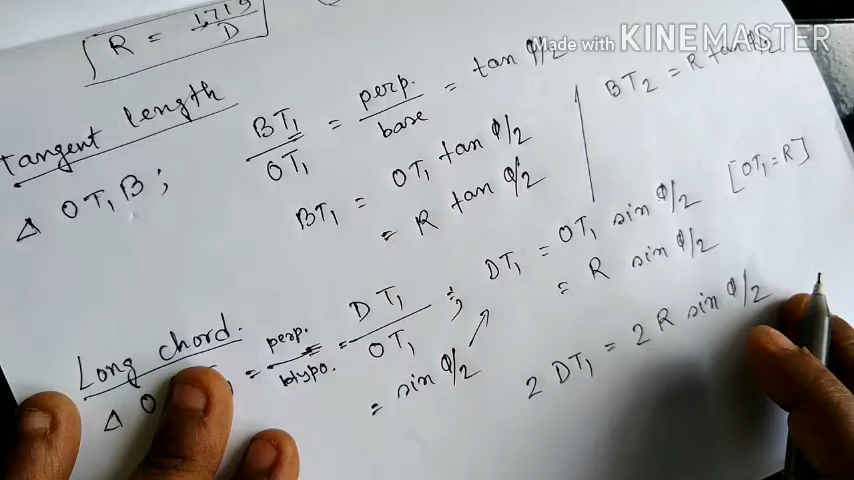 R = 1719/D
Made with KINEMASTER
Tangent length
Δ OT₁B ; BT₁/OT₁ = perp./base = tan φ/2
BT₁ = OT₁ tan φ/2
= R tan φ/2
BT₂ = R tan φ/2
Long chord.
Δ O = perp./hypo. = DT₁/OT₁ ; DT₁ = OT₁ sin φ/2 [OT₁ = R]
= sin φ/2
= R sin φ/2
2 DT₁ = 2 R sin φ/2